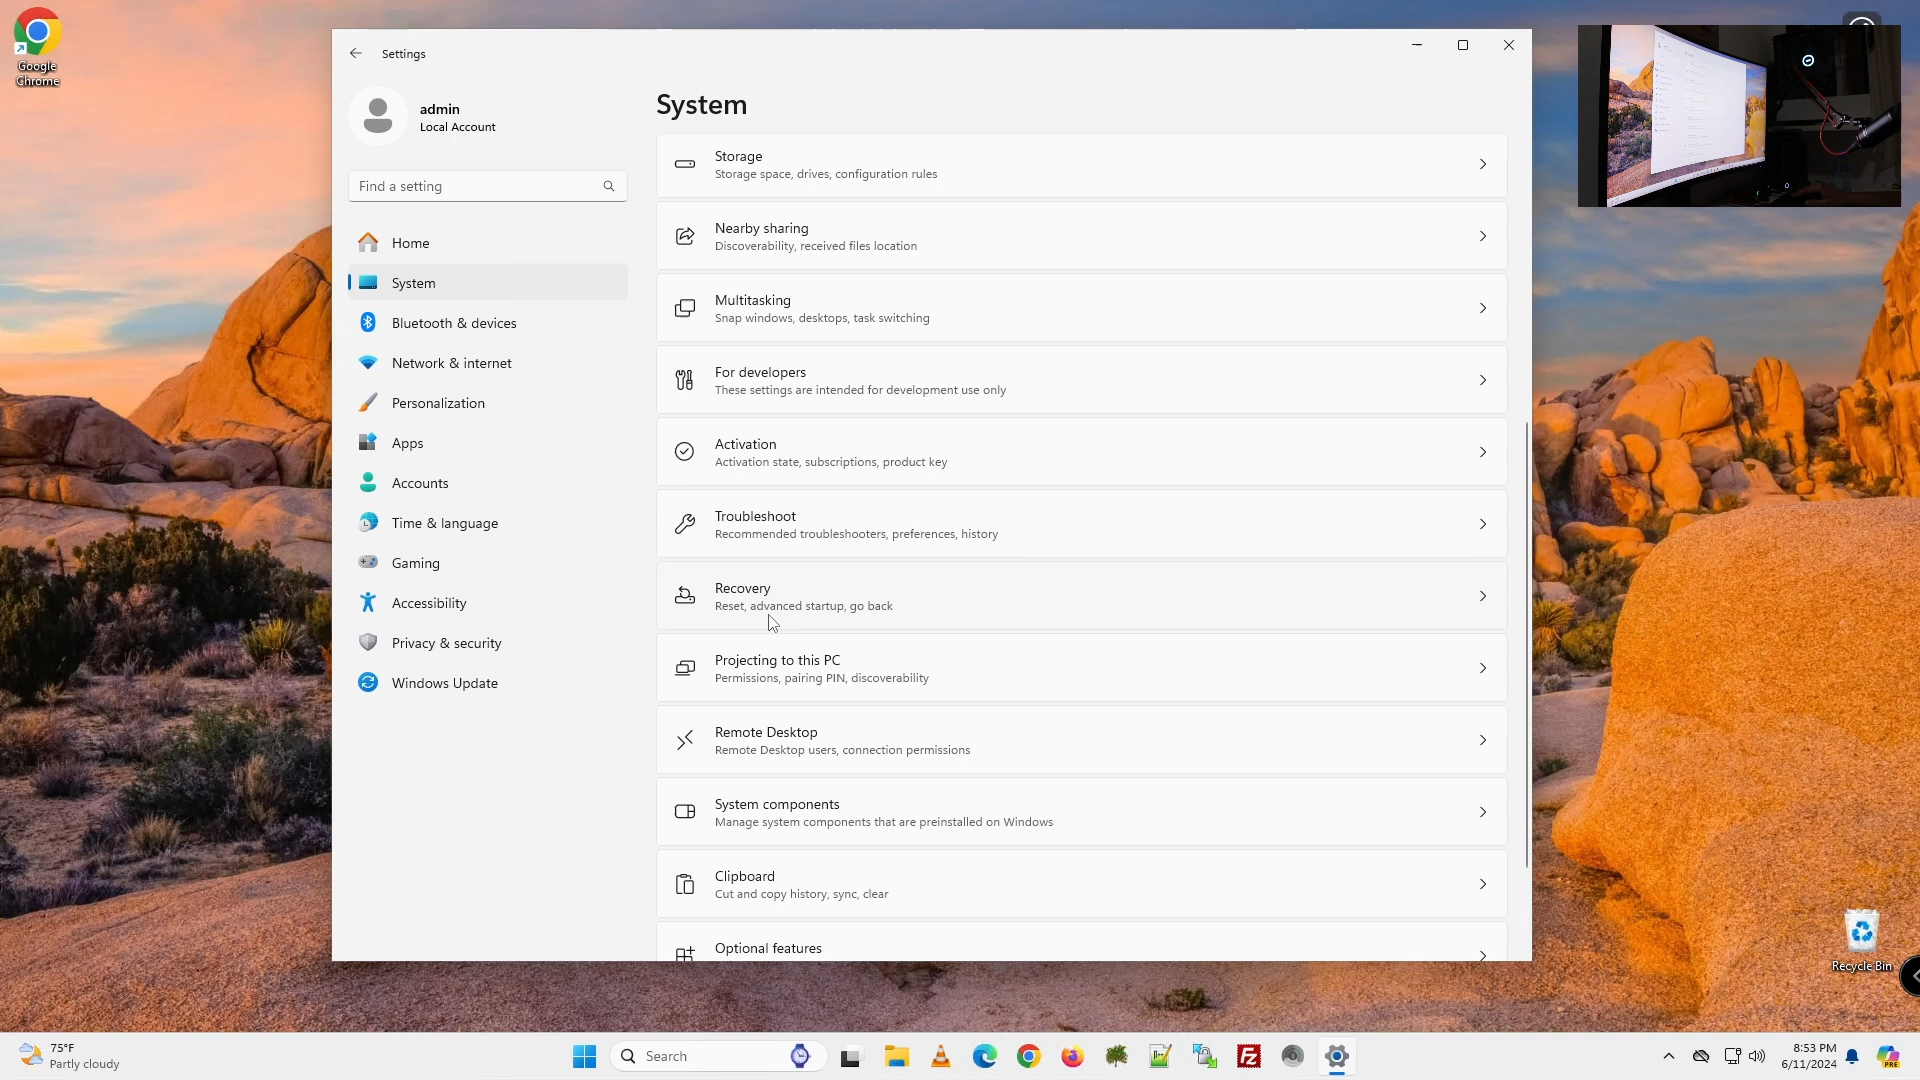 Google
Chrome
Settings
admin
Local Account
Find a setting
Home
System
Bluetooth & devices
Network & internet
Personalization
Apps
Accounts
Time & language
Gaming
Accessibility
Privacy & security
Windows Update
System
Storage
Storage space, drives, configuration rules
Nearby sharing
Discoverability, received files location
Multitasking
Snap windows, desktops, task switching
For developers
These settings are intended for development use only
Activation
Activation state, subscriptions, product key
Troubleshoot
Recommended troubleshooters, preferences, history
Recovery
Reset, advanced startup, go back
Projecting to this PC
Permissions, pairing PIN, discoverability
Remote Desktop
Remote Desktop users, connection permissions
System components
Manage system components that are preinstalled on Windows
Clipboard
Cut and copy history, sync, clear
Optional features
Recycle Bin
75°F
Partly cloudy
Search
Fz
8:53 PM
6/11/2024
PRE